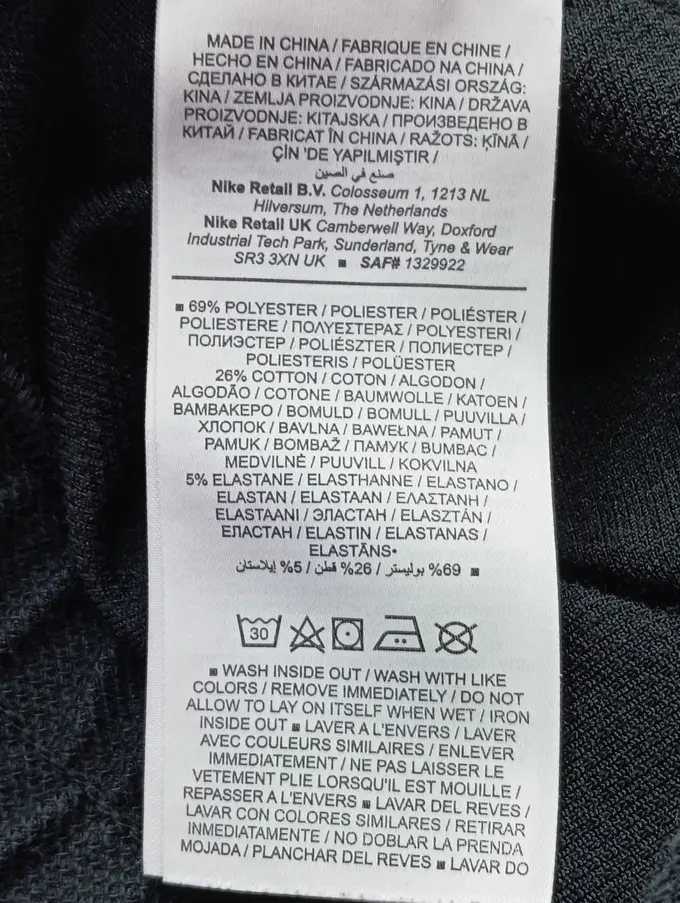 MADE IN CHINA / FABRIQUE EN CHINE /
HECHO EN CHINA / FABRICADO NA CHINA /
СДЕЛАНО В КИТАЕ / SZÁRMAZÁSI ORSZÁG:
KINA / ZEMLJA PROIZVODNJE: KINA / DRŽAVA
PROIZVODNJE: KITAJSKA / ПРОИЗВЕДЕНО В
КИТАЙ / FABRICAT ÎN CHINA / RAŽOTS: ĶĪNĀ /
ÇİN 'DE YAPILMIŞTIR /
صنع في الصين
Nike Retail B.V. Colosseum 1, 1213 NL
Hilversum, The Netherlands
Nike Retail UK Camberwell Way, Doxford
Industrial Tech Park, Sunderland, Tyne & Wear
SR3 3XN UK ■ SAF# 1329922
■ 69% POLYESTER / POLIESTER / POLIÉSTER /
POLIESTERE / ΠΟΛΥΕΣΤΕΡΑΣ / POLYESTERI /
ПОЛИЭСТЕР / POLIÉSZTER / ПОЛИЕСТЕР /
POLIESTERIS / POLÜESTER
26% COTTON / COTON / ALGODON /
ALGODÃO / COTONE / BAUMWOLLE / KATOEN /
ΒΑΜΒΑΚΕΡΟ / BOMULD / BOMULL / PUUVILLA /
ХЛОПОК / BAVLNA / BAWEŁNA / PAMUT /
PAMUK / BOMBAŽ / ПАМУК / BUMBAC /
MEDVILNĖ / PUUVILL / KOKVILNA
5% ELASTANE / ELASTHANNE / ELASTANO /
ELASTAN / ELASTAAN / ΕΛΑΣΤΑΝΗ /
ELASTAANI / ЭЛАСТАН / ELASZTÁN /
ЕЛАСТАН / ELASTIN / ELASTANAS /
ELASTĀNS•
■ 69% بوليستر / 26% قطن / 5% إيلاستان
30
■ WASH INSIDE OUT / WASH WITH LIKE
COLORS / REMOVE IMMEDIATELY / DO NOT
ALLOW TO LAY ON ITSELF WHEN WET / IRON
INSIDE OUT ■ LAVER A L'ENVERS / LAVER
AVEC COULEURS SIMILAIRES / ENLEVER
IMMEDIATEMENT / NE PAS LAISSER LE
VETEMENT PLIE LORSQU'IL EST MOUILLE /
REPASSER A L'ENVERS ■ LAVAR DEL REVES /
LAVAR CON COLORES SIMILARES / RETIRAR
INMEDIATAMENTE / NO DOBLAR LA PRENDA
MOJADA / PLANCHAR DEL REVES ■ LAVAR DO